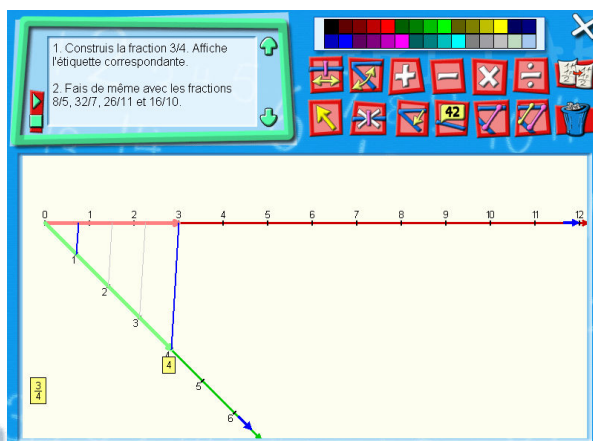 1. Construis la fraction 3/4. Affiche
l'étiquette correspondante.
2. Fais de même avec les fractions
8/5, 32/7, 26/11 et 16/10.
42
0 1 2 3 4 5 6 7 8 9 10 11 12
1
2
3
4
4
5
6
3
4